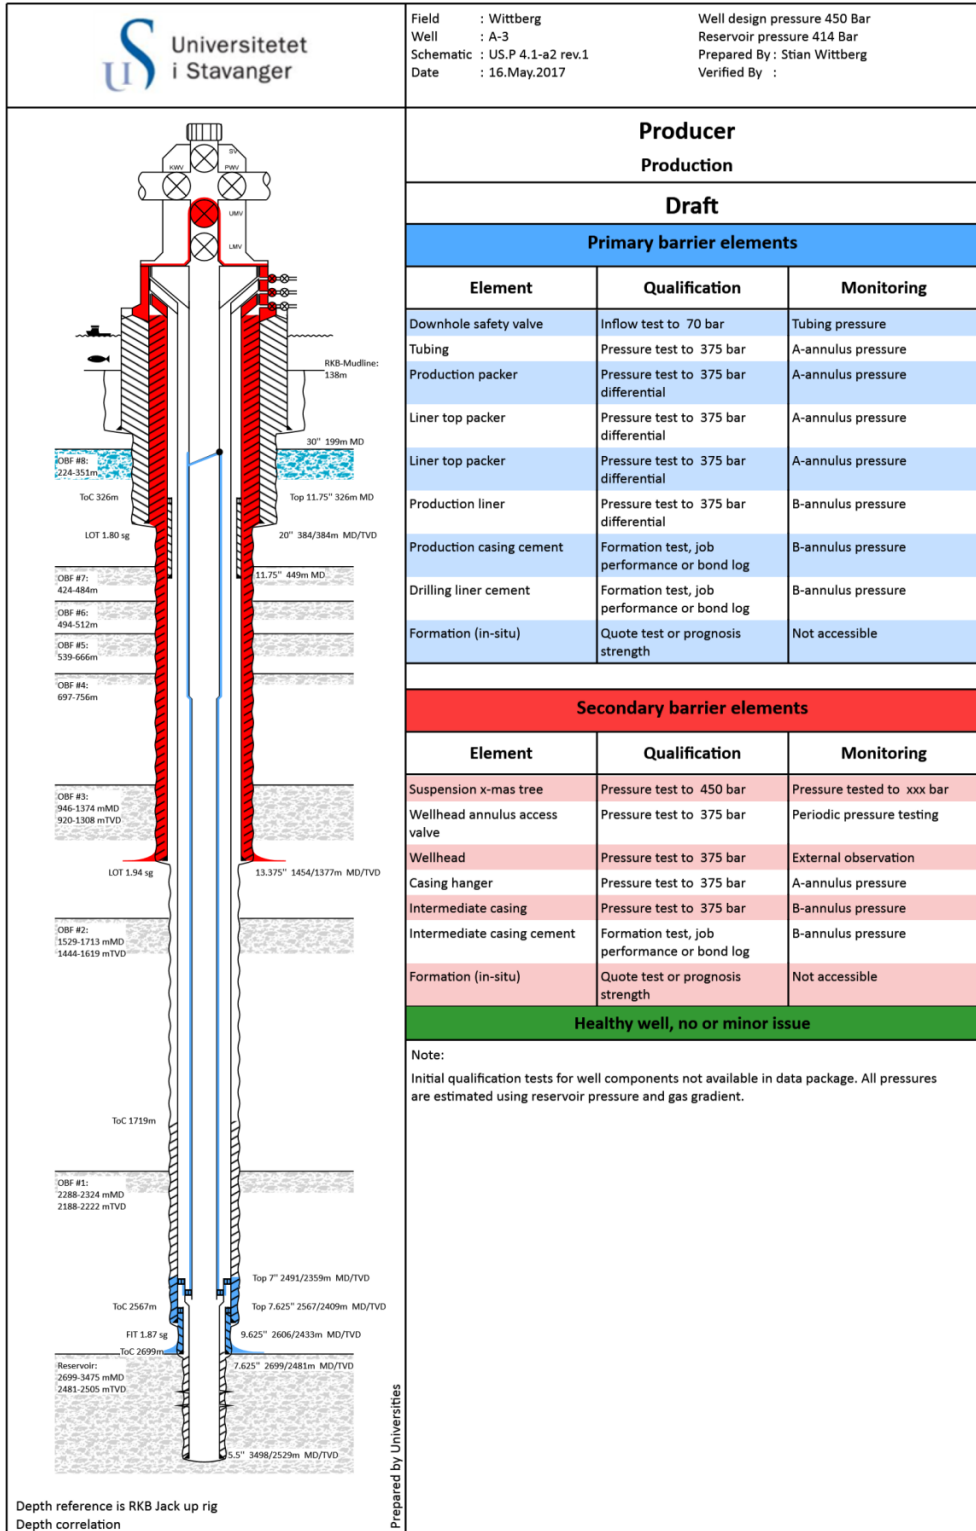 Universitetet
i Stavanger
Field : Wittberg
Well : A-3
Schematic : US.P 4.1-a2 rev.1
Date : 16.May.2017
Well design pressure 450 Bar
Reservoir pressure 414 Bar
Prepared By : Stian Wittberg
Verified By :
SV
KWV
PWV
UMV
LMV
RKB-Mudline:
138m
30" 199m MD
OBF #8:
224-351m
ToC 326m
Top 11.75" 326m MD
LOT 1.80 sg
20" 384/384m MD/TVD
11.75" 449m MD
OBF #7:
424-484m
OBF #6:
494-512m
OBF #5:
539-666m
OBF #4:
697-756m
OBF #3:
946-1374 mMD
920-1308 mTVD
LOT 1.94 sg
13.375" 1454/1377m MD/TVD
OBF #2:
1529-1713 mMD
1444-1619 mTVD
ToC 1719m
OBF #1:
2288-2324 mMD
2188-2222 mTVD
Top 7" 2491/2359m MD/TVD
ToC 2567m
Top 7.625" 2567/2409m MD/TVD
FIT 1.87 sg
9.625" 2606/2433m MD/TVD
ToC 2699m
Reservoir:
2699-3475 mMD
2481-2505 mTVD
7.625" 2699/2481m MD/TVD
5.5" 3498/2529m MD/TVD
Depth reference is RKB Jack up rig
Depth correlation
Prepared by Universities
Producer
Production
Draft
Primary barrier elements
Element Qualification Monitoring
Downhole safety valve Inflow test to 70 bar Tubing pressure
Tubing Pressure test to 375 bar A-annulus pressure
Production packer Pressure test to 375 bar A-annulus pressure
differential
Liner top packer Pressure test to 375 bar A-annulus pressure
differential
Liner top packer Pressure test to 375 bar A-annulus pressure
differential
Production liner Pressure test to 375 bar B-annulus pressure
differential
Production casing cement Formation test, job B-annulus pressure
performance or bond log
Drilling liner cement Formation test, job B-annulus pressure
performance or bond log
Formation (in-situ) Quote test or prognosis Not accessible
strength
Secondary barrier elements
Element Qualification Monitoring
Suspension x-mas tree Pressure test to 450 bar Pressure tested to xxx bar
Wellhead annulus access Pressure test to 375 bar Periodic pressure testing
valve
Wellhead Pressure test to 375 bar External observation
Casing hanger Pressure test to 375 bar A-annulus pressure
Intermediate casing Pressure test to 375 bar B-annulus pressure
Intermediate casing cement Formation test, job B-annulus pressure
performance or bond log
Formation (in-situ) Quote test or prognosis Not accessible
strength
Healthy well, no or minor issue
Note:
Initial qualification tests for well components not available in data package. All pressures
are estimated using reservoir pressure and gas gradient.